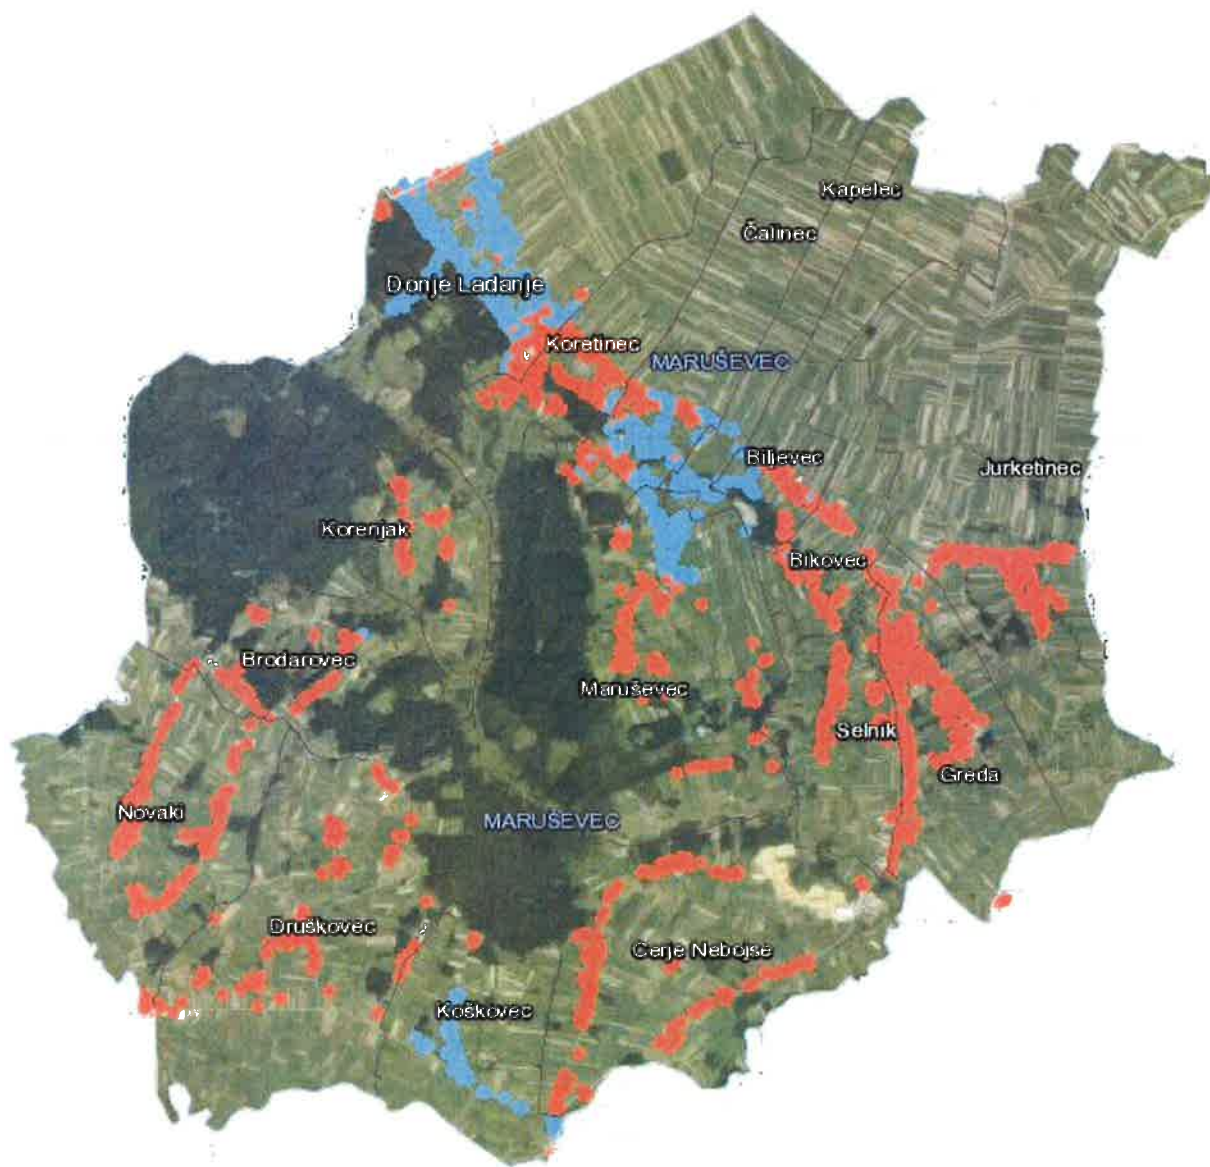 Kapelec
Čalinec
Donje Ladanje
Koretinec
MARUŠEVEC
Biljevec
Jurketinec
Korenjak
Bikovec
Brodarovec
Maruševec
Selnik
Greda
Novaki
MARUŠEVEC
Druškovec
Cerje Nebojse
Koškovec